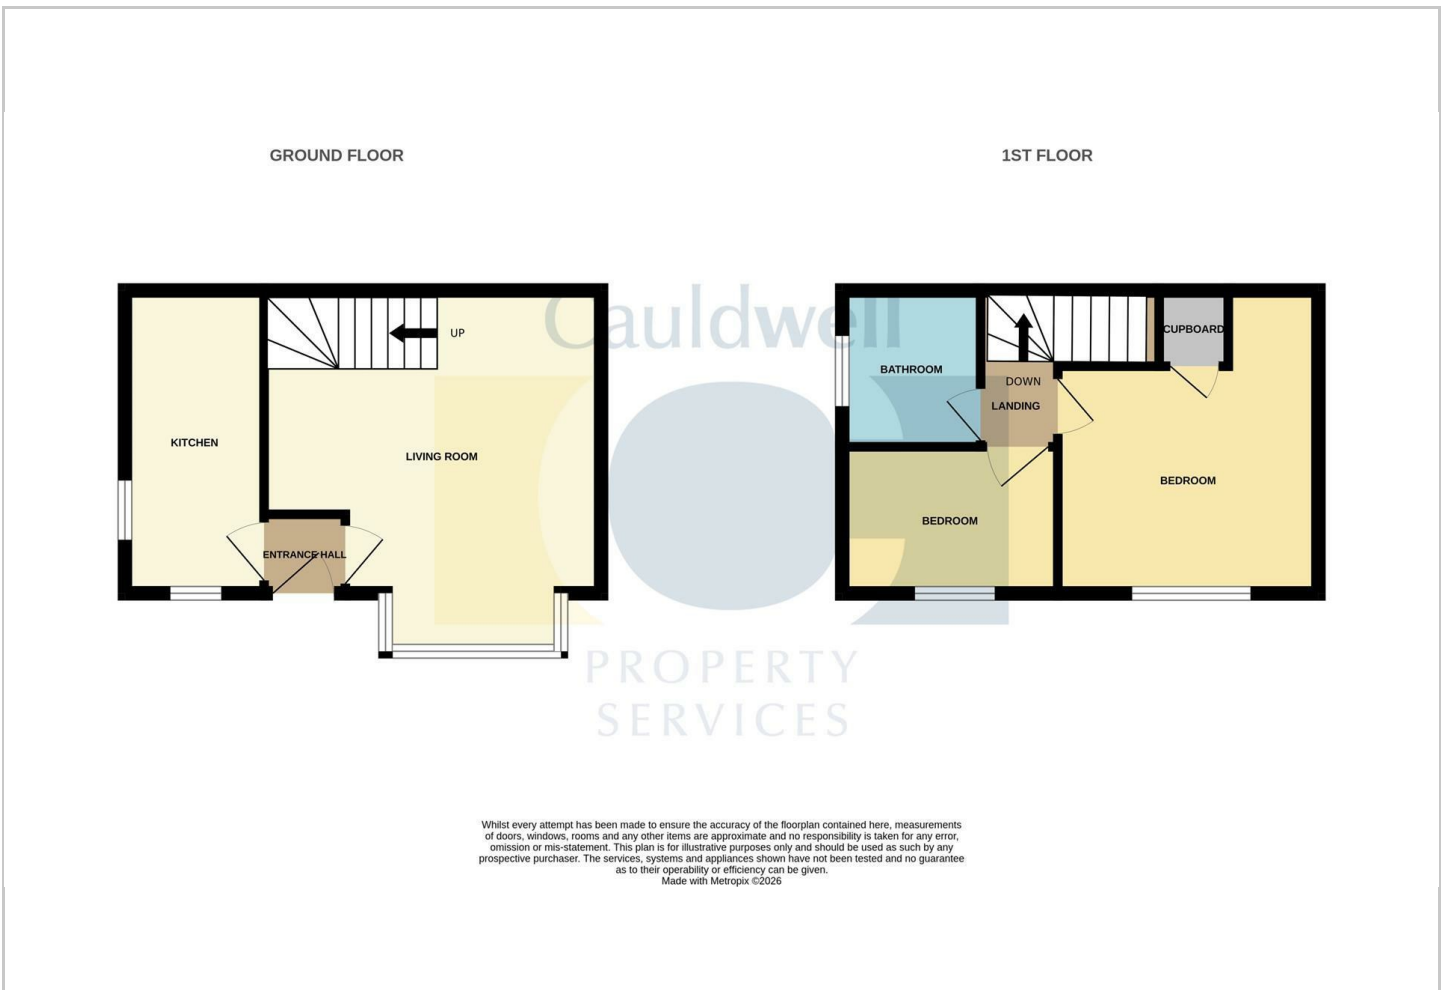 GROUND FLOOR
1ST FLOOR
Cauldwell
UP
CUPBOARD
BATHROOM
DOWN
LANDING
KITCHEN
LIVING ROOM
BEDROOM
BEDROOM
ENTRANCE HALL
PROPERTY
SERVICES
Whilst every attempt has been made to ensure the accuracy of the floorplan contained here, measurements
of doors, windows, rooms and any other items are approximate and no responsibility is taken for any error,
omission or mis-statement. This plan is for illustrative purposes only and should be used as such by any
prospective purchaser. The services, systems and appliances shown have not been tested and no guarantee
as to their operability or efficiency can be given.
Made with Metropix ©2026